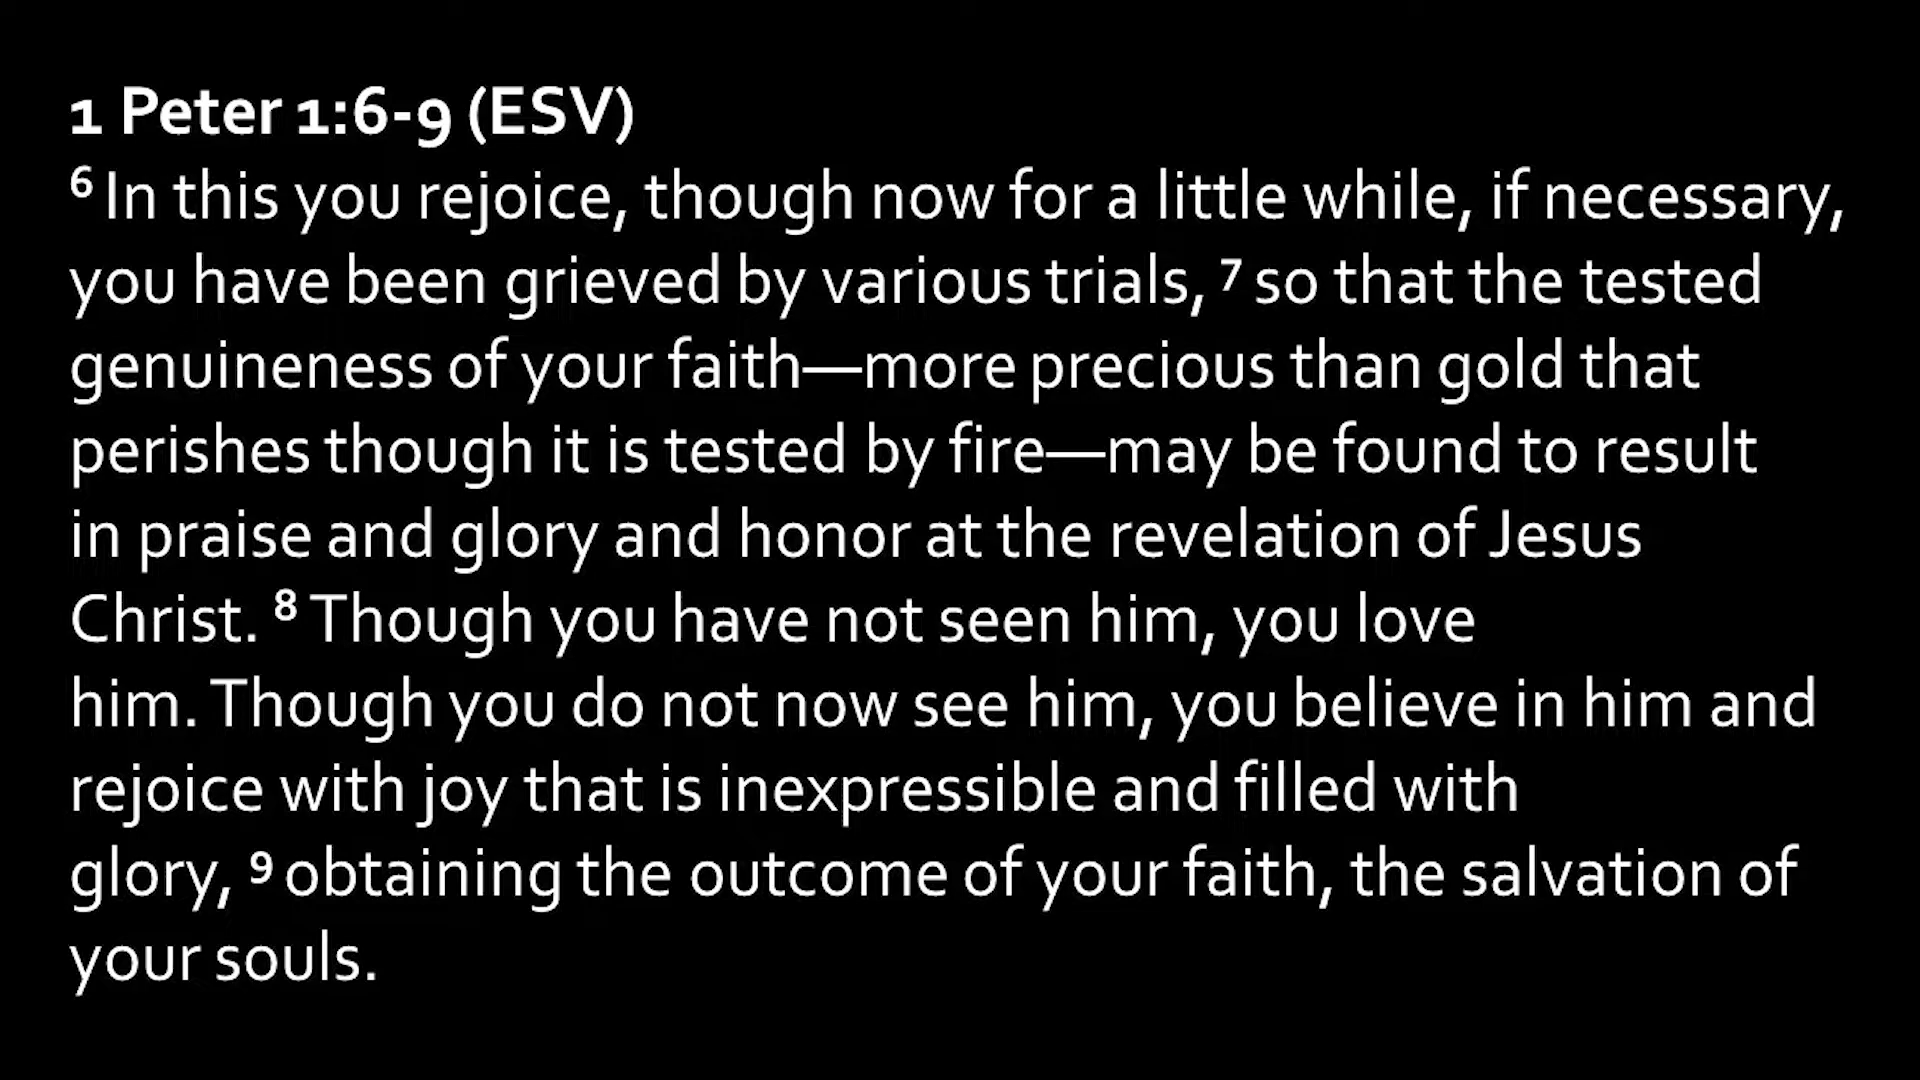 1 Peter 1:6-9 (ESV)
⁶ In this you rejoice, though now for a little while, if necessary,
you have been grieved by various trials, ⁷ so that the tested
genuineness of your faith—more precious than gold that
perishes though it is tested by fire—may be found to result
in praise and glory and honor at the revelation of Jesus
Christ. ⁸ Though you have not seen him, you love
him. Though you do not now see him, you believe in him and
rejoice with joy that is inexpressible and filled with
glory, ⁹ obtaining the outcome of your faith, the salvation of
your souls.